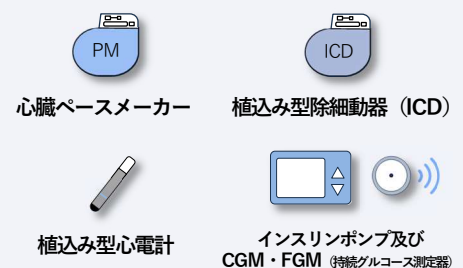 PM
ICD
心臓ペースメーカー
植込み型除細動器（ICD）
植込み型心電計
インスリンポンプ及び
CGM・FGM（持続グルコース測定器）